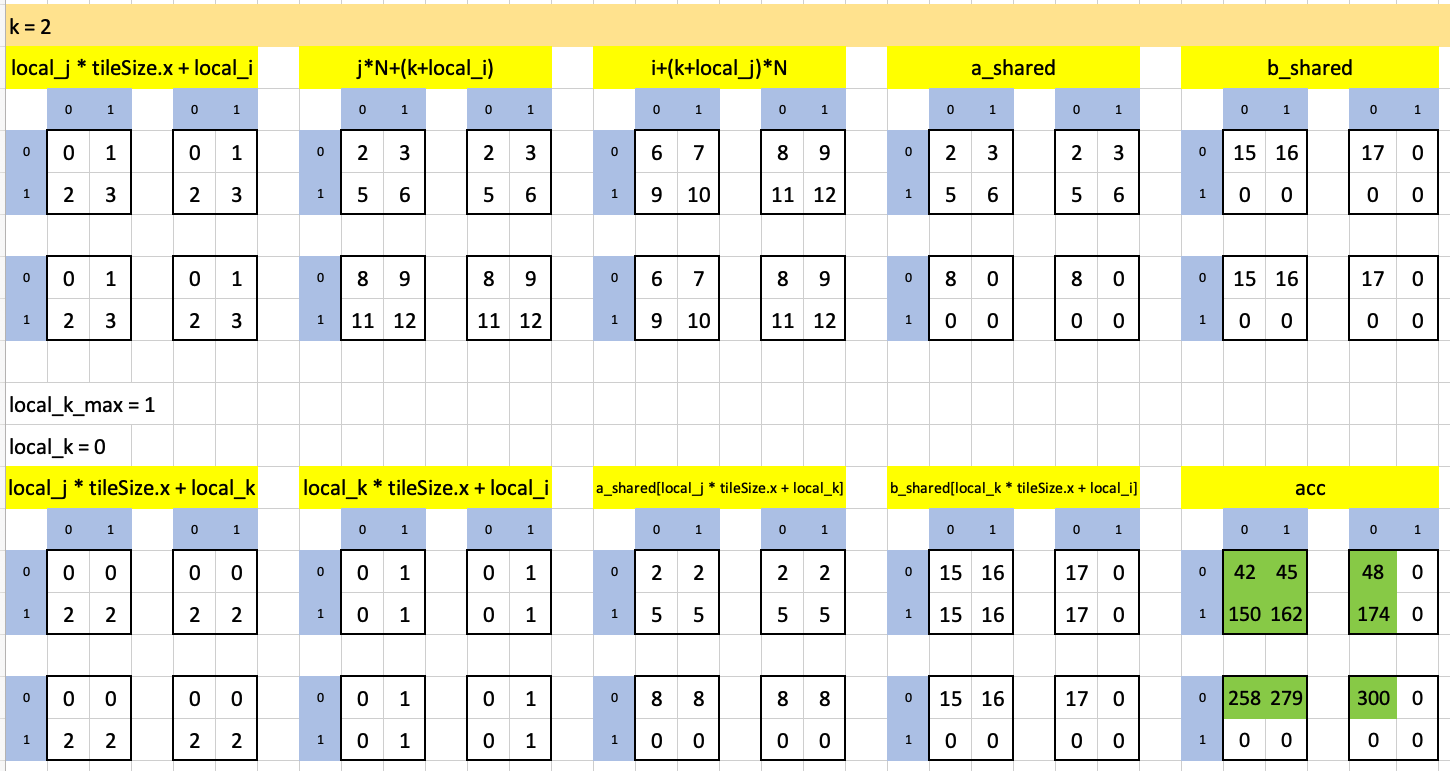 k = 2
local_j * tileSize.x + local_i j*N+(k+local_i) i+(k+local_j)*N a_shared b_shared
0 1 0 1 0 1 0 1 0 1 0 1 0 1 0 1 0 1 0 1
0 0 1 0 1 0 2 3 2 3 0 6 7 8 9 0 2 3 2 3 0 15 16 17 0
1 2 3 2 3 1 5 6 5 6 1 9 10 11 12 1 5 6 5 6 1 0 0 0 0
0 0 1 0 1 0 8 9 8 9 0 6 7 8 9 0 8 0 8 0 0 15 16 17 0
1 2 3 2 3 1 11 12 11 12 1 9 10 11 12 1 0 0 0 0 1 0 0 0 0
local_k_max = 1
local_k = 0
local_j * tileSize.x + local_k local_k * tileSize.x + local_i a_shared[local_j * tileSize.x + local_k] b_shared[local_k * tileSize.x + local_i] acc
0 1 0 1 0 1 0 1 0 1 0 1 0 1 0 1 0 1 0 1
0 0 0 0 0 0 0 1 0 1 0 2 2 2 2 0 15 16 17 0 0 42 45 48 0
1 2 2 2 2 1 0 1 0 1 1 5 5 5 5 1 15 16 17 0 1 150 162 174 0
0 0 0 0 0 0 0 1 0 1 0 8 8 8 8 0 15 16 17 0 0 258 279 300 0
1 2 2 2 2 1 0 1 0 1 1 0 0 0 0 1 0 0 0 0 1 0 0 0 0